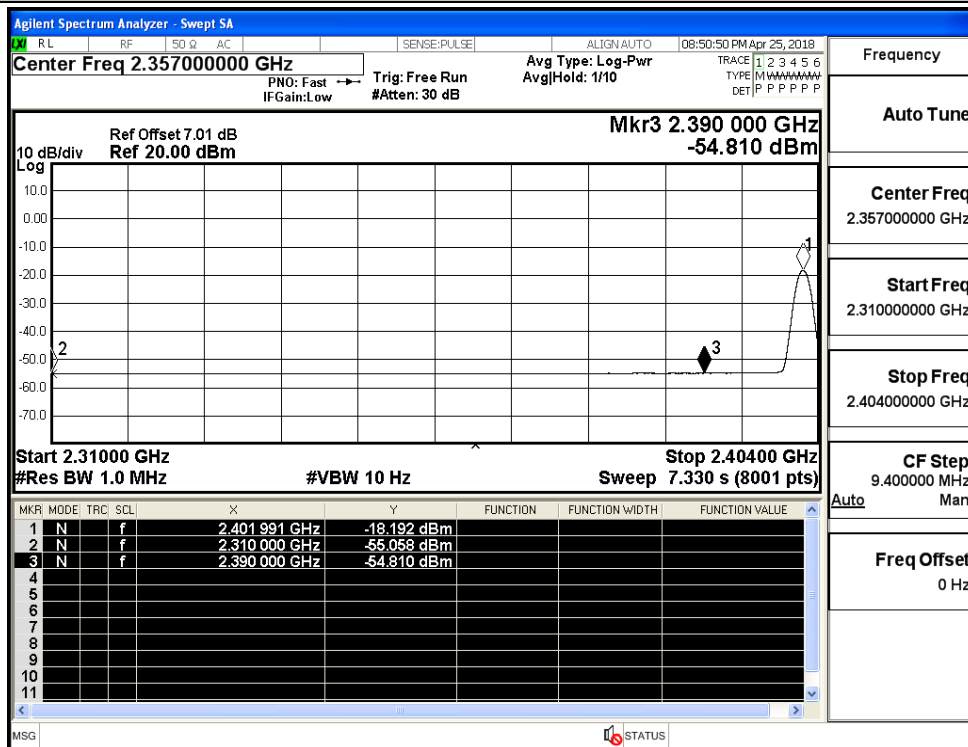 Agilent Spectrum Analyzer - Swept SA
LXI RL RF 50 Ω AC SENSE:PULSE ALIGN AUTO 08:50:50 PM Apr 25, 2018
Center Freq 2.357000000 GHz
PNO: Fast
IFGain:Low
Trig: Free Run
#Atten: 30 dB
Avg Type: Log-Pwr
Avg|Hold: 1/10
TRACE 1 2 3 4 5 6
TYPE M WWWWW
DET P P P P P P
Ref Offset 7.01 dB
10 dB/div Ref 20.00 dBm
Log
Mkr3 2.390 000 GHz
-54.810 dBm
10.0
0.00
-10.0
-20.0
-30.0
-40.0
-50.0
-60.0
-70.0
1
2
3
Start 2.31000 GHz Stop 2.40400 GHz
#Res BW 1.0 MHz #VBW 10 Hz Sweep 7.330 s (8001 pts)
MKR MODE TRC SCL X Y FUNCTION FUNCTION WIDTH FUNCTION VALUE
1 N f 2.401 991 GHz -18.192 dBm
2 N f 2.310 000 GHz -55.058 dBm
3 N f 2.390 000 GHz -54.810 dBm
4
5
6
7
8
9
10
11
MSG STATUS
Frequency
Auto Tune
Center Freq
2.357000000 GHz
Start Freq
2.310000000 GHz
Stop Freq
2.404000000 GHz
CF Step
9.400000 MHz
Auto Man
Freq Offset
0 Hz